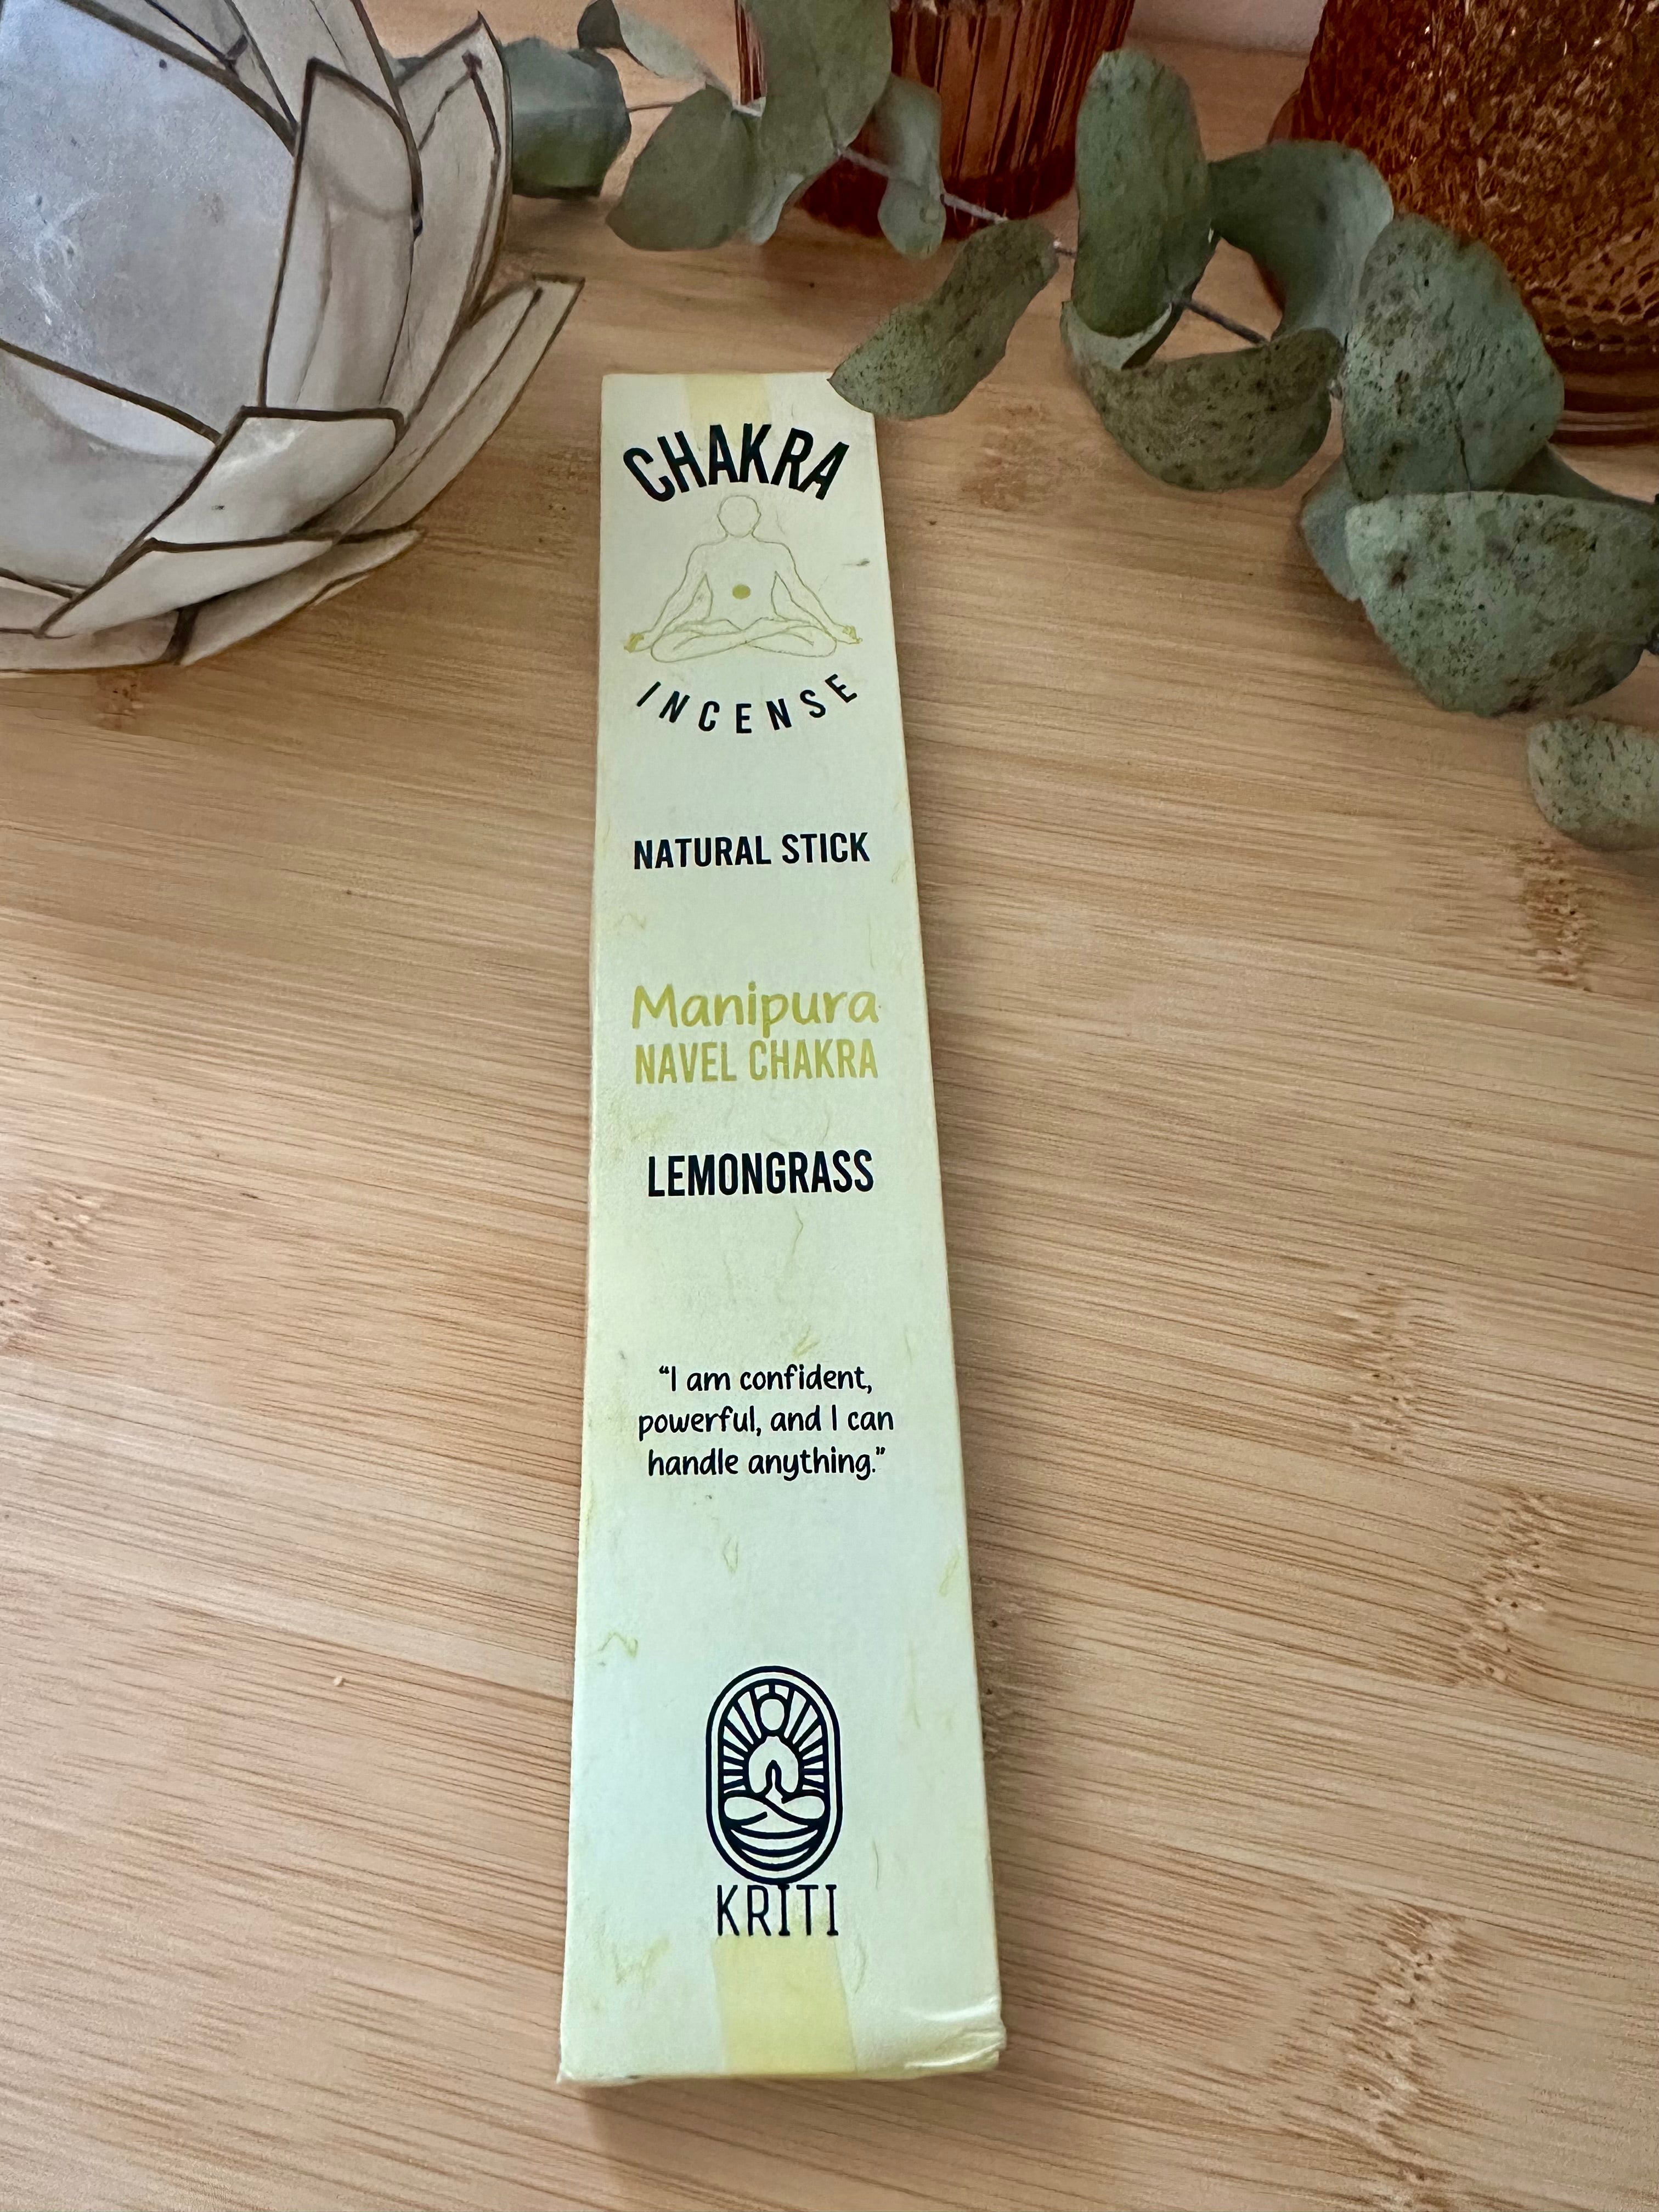 CHAKRA
INCENSE
NATURAL STICK
Manipura
NAVEL CHAKRA
LEMONGRASS
“I am confident,
powerful, and I can
handle anything.”
KRITI